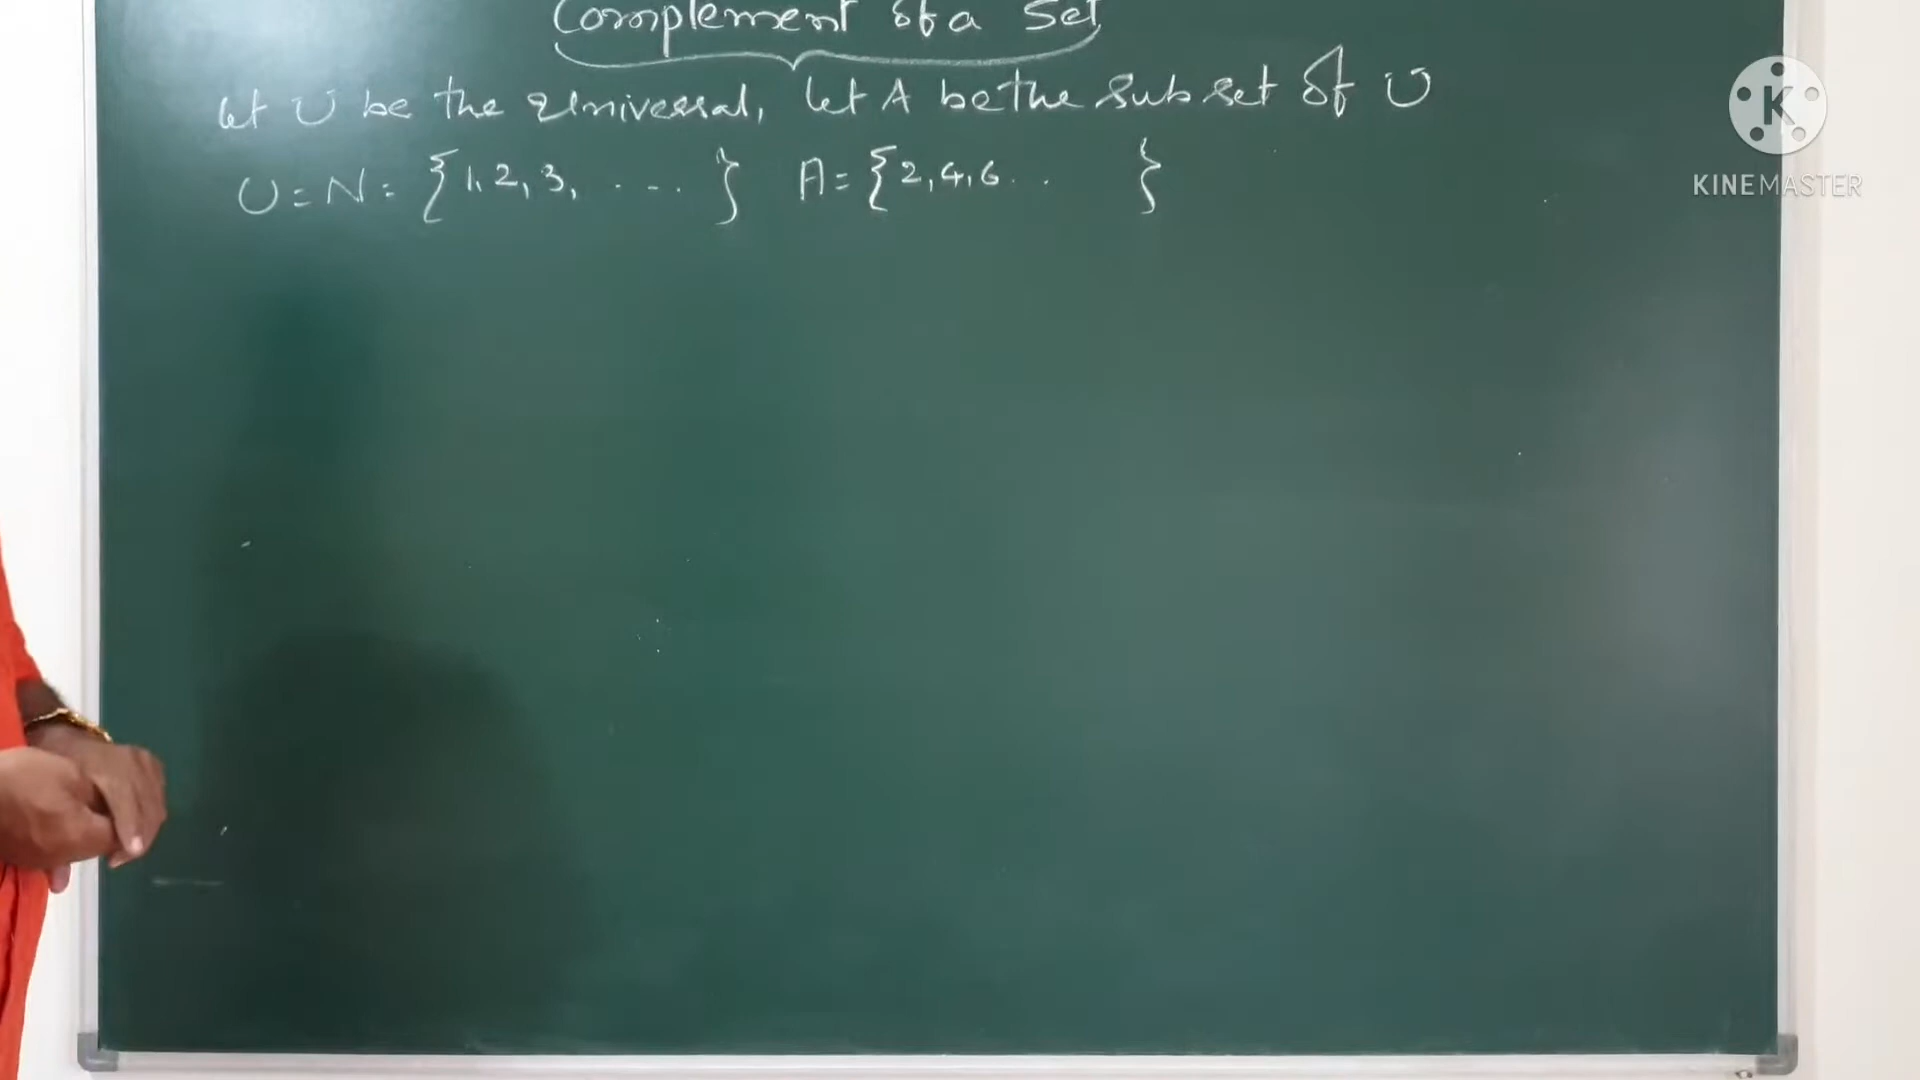 Complement of a Set
let U be the Universal, let A be the subset of U
U = N = {1, 2, 3, .... } A = {2, 4, 6 .. }
K
KINEMASTER